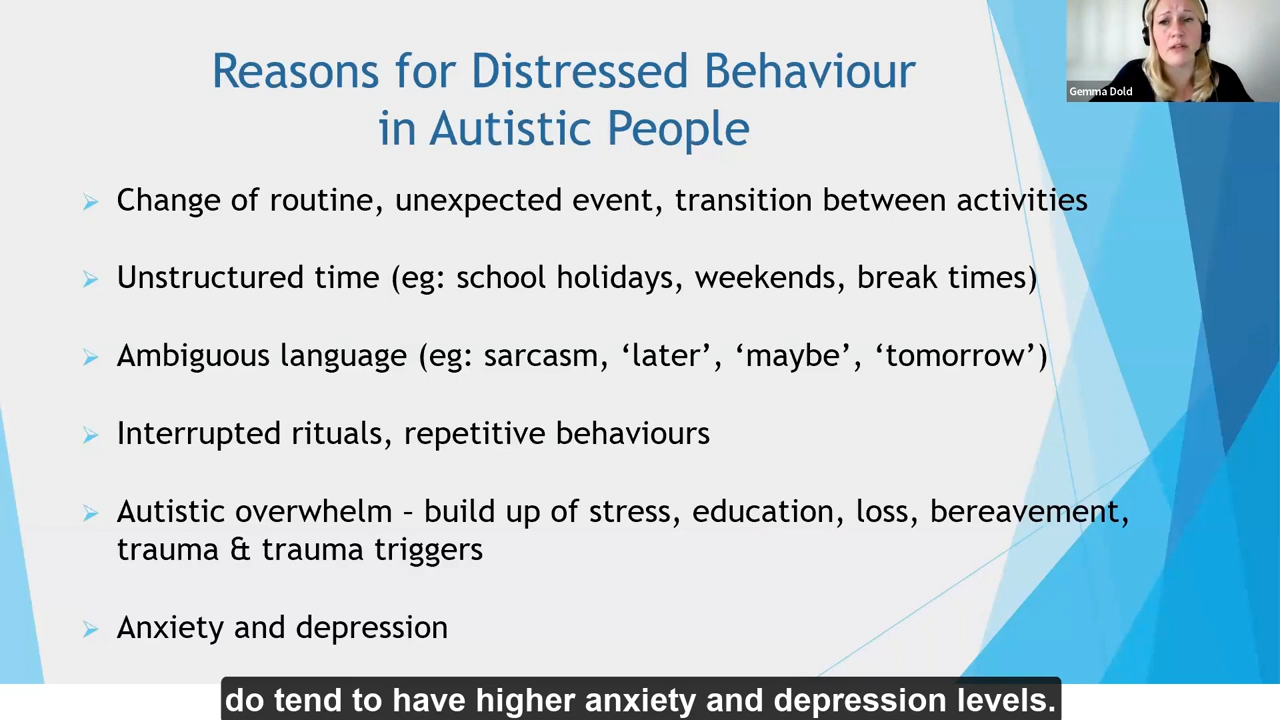 Reasons for Distressed Behaviour
in Autistic People
Gemma Dold
Change of routine, unexpected event, transition between activities
Unstructured time (eg: school holidays, weekends, break times)
Ambiguous language (eg: sarcasm, ‘later’, ‘maybe’, ‘tomorrow’)
Interrupted rituals, repetitive behaviours
Autistic overwhelm – build up of stress, education, loss, bereavement,
trauma & trauma triggers
Anxiety and depression
do tend to have higher anxiety and depression levels.